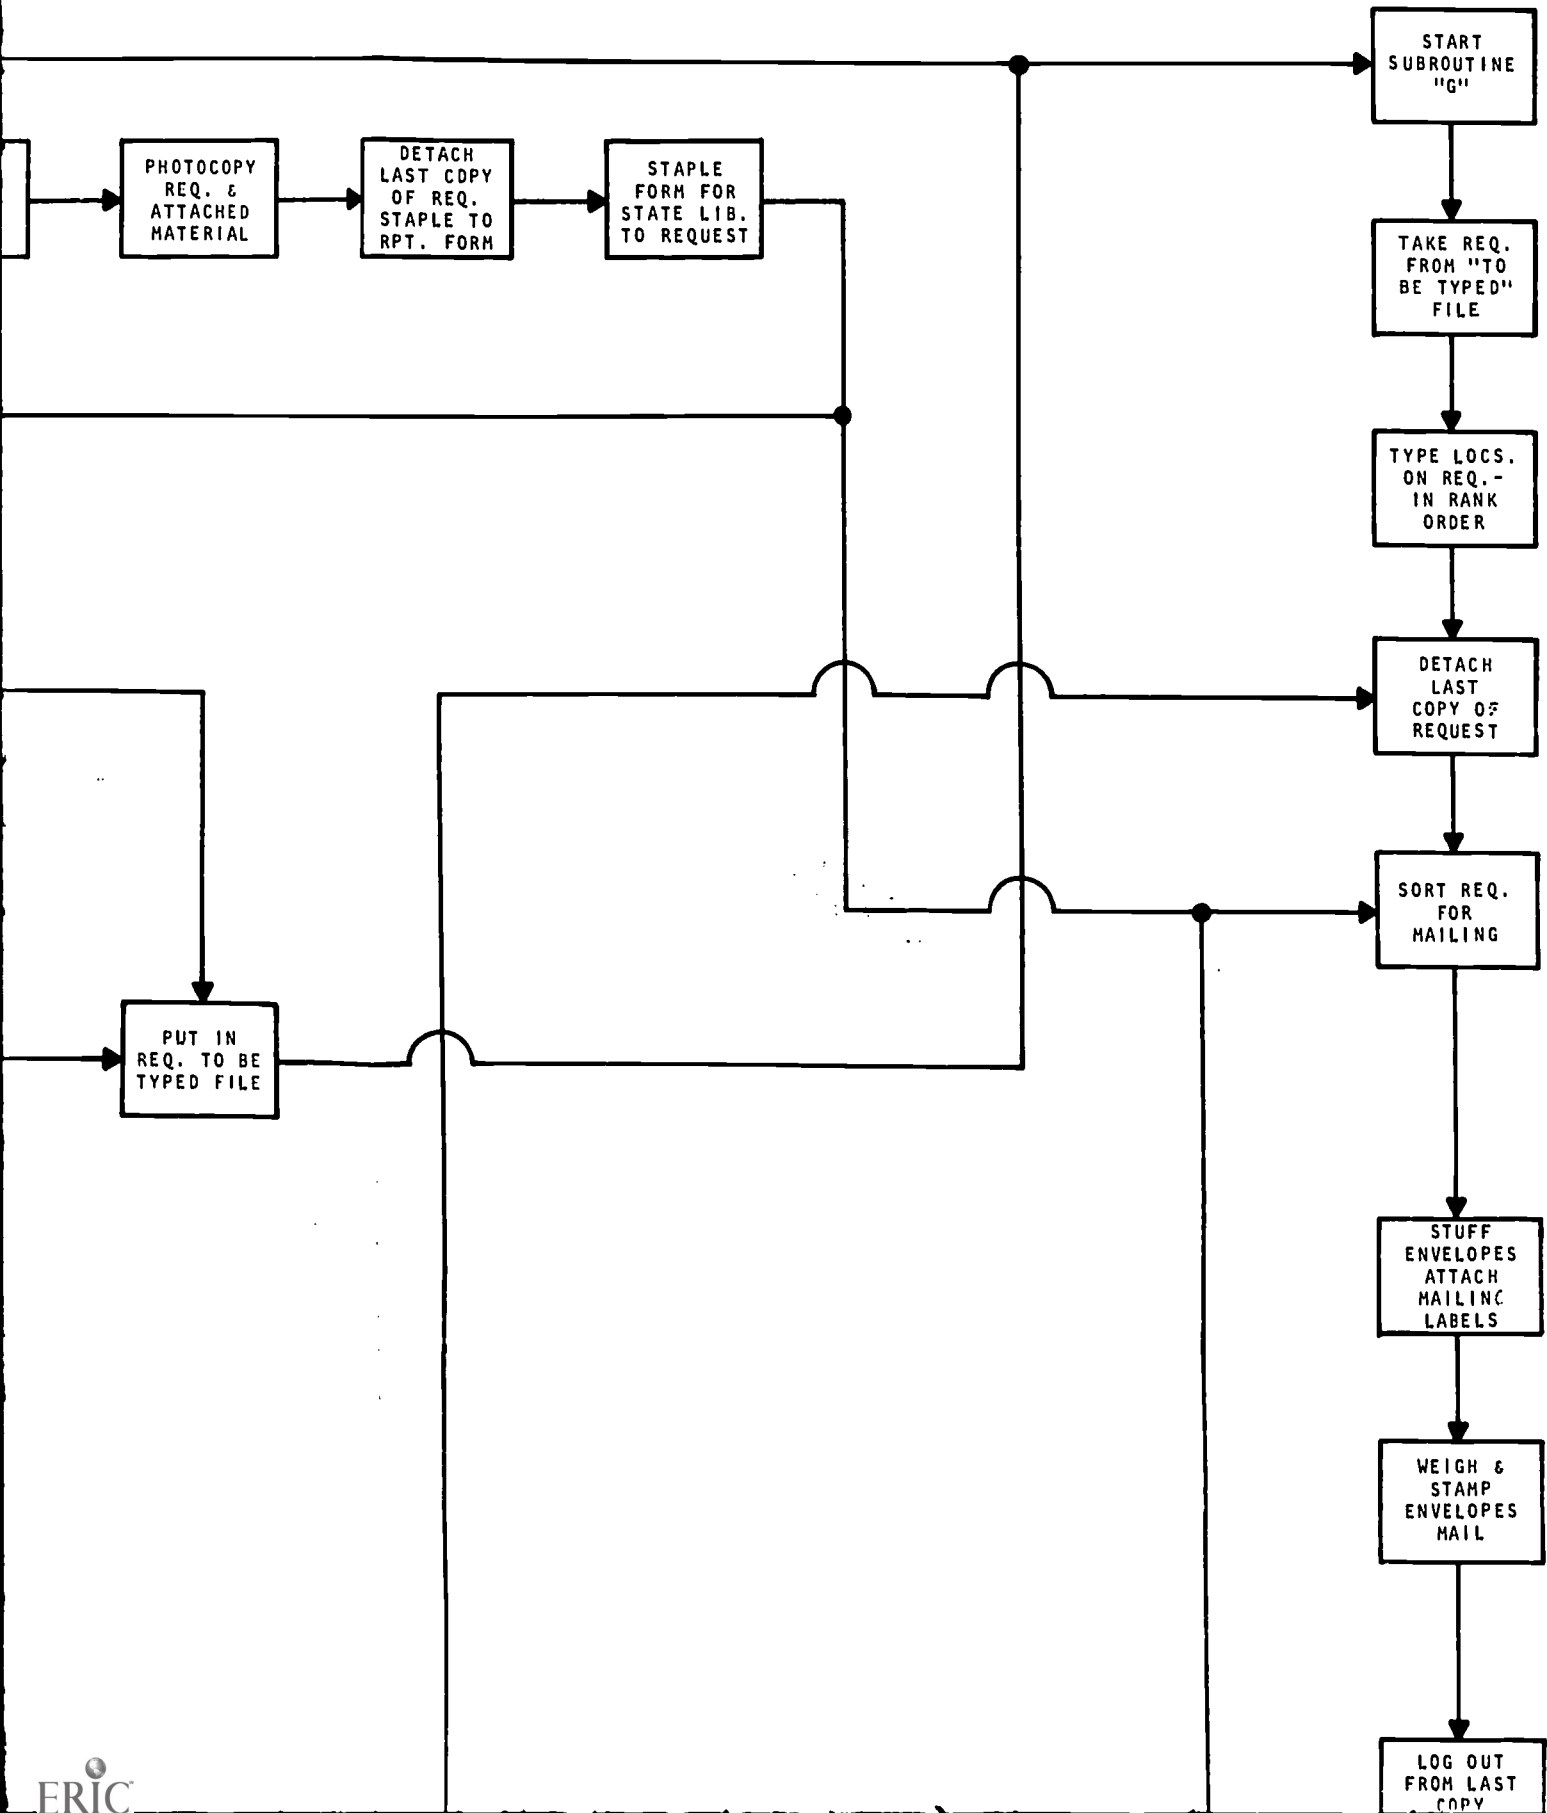 START
SUBROUTINE
"G"
PHOTOCOPY
REQ. &
ATTACHED
MATERIAL
DETACH
LAST COPY
OF REQ.
STAPLE TO
RPT. FORM
STAPLE
FORM FOR
STATE LIB.
TO REQUEST
TAKE REQ.
FROM "TO
BE TYPED"
FILE
TYPE LOCS.
ON REQ.-
IN RANK
ORDER
DETACH
LAST
COPY OF
REQUEST
SORT REQ.
FOR
MAILING
PUT IN
REQ. TO BE
TYPED FILE
STUFF
ENVELOPES
ATTACH
MAILING
LABELS
WEIGH &
STAMP
ENVELOPES
MAIL
LOG OUT
FROM LAST
COPY
ERIC